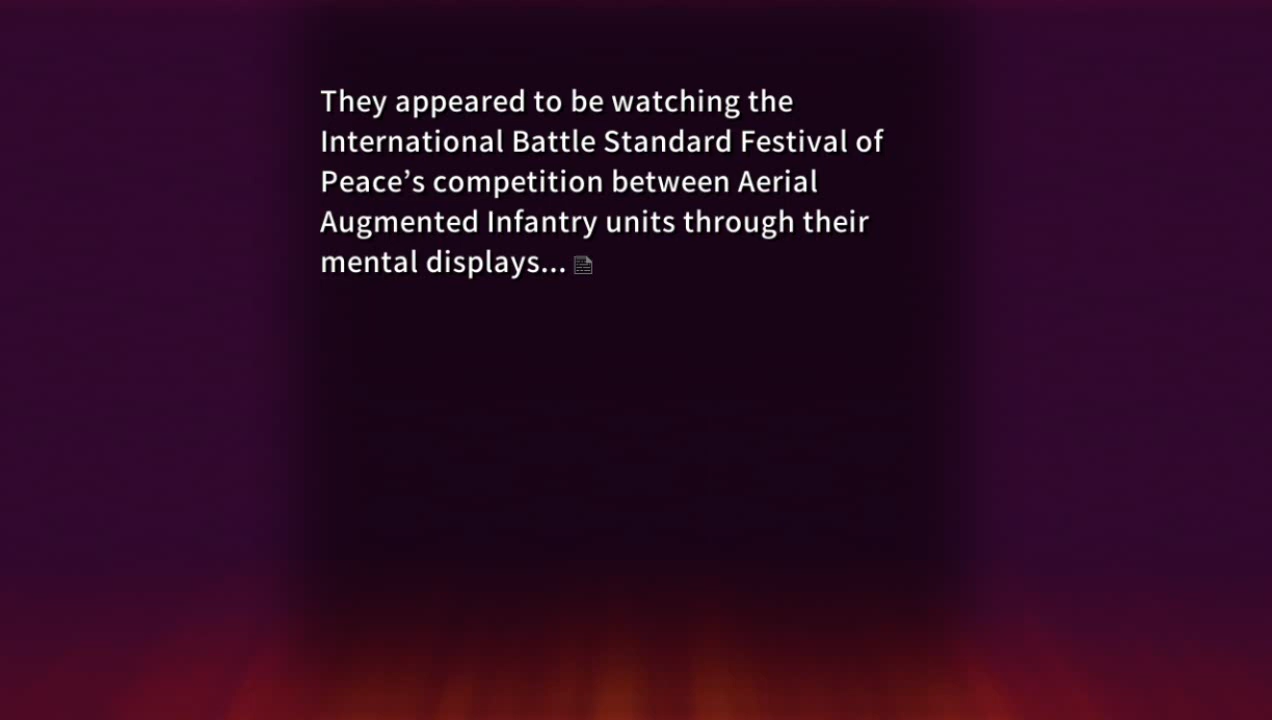 They appeared to be watching the
International Battle Standard Festival of
Peace’s competition between Aerial
Augmented Infantry units through their
mental displays...